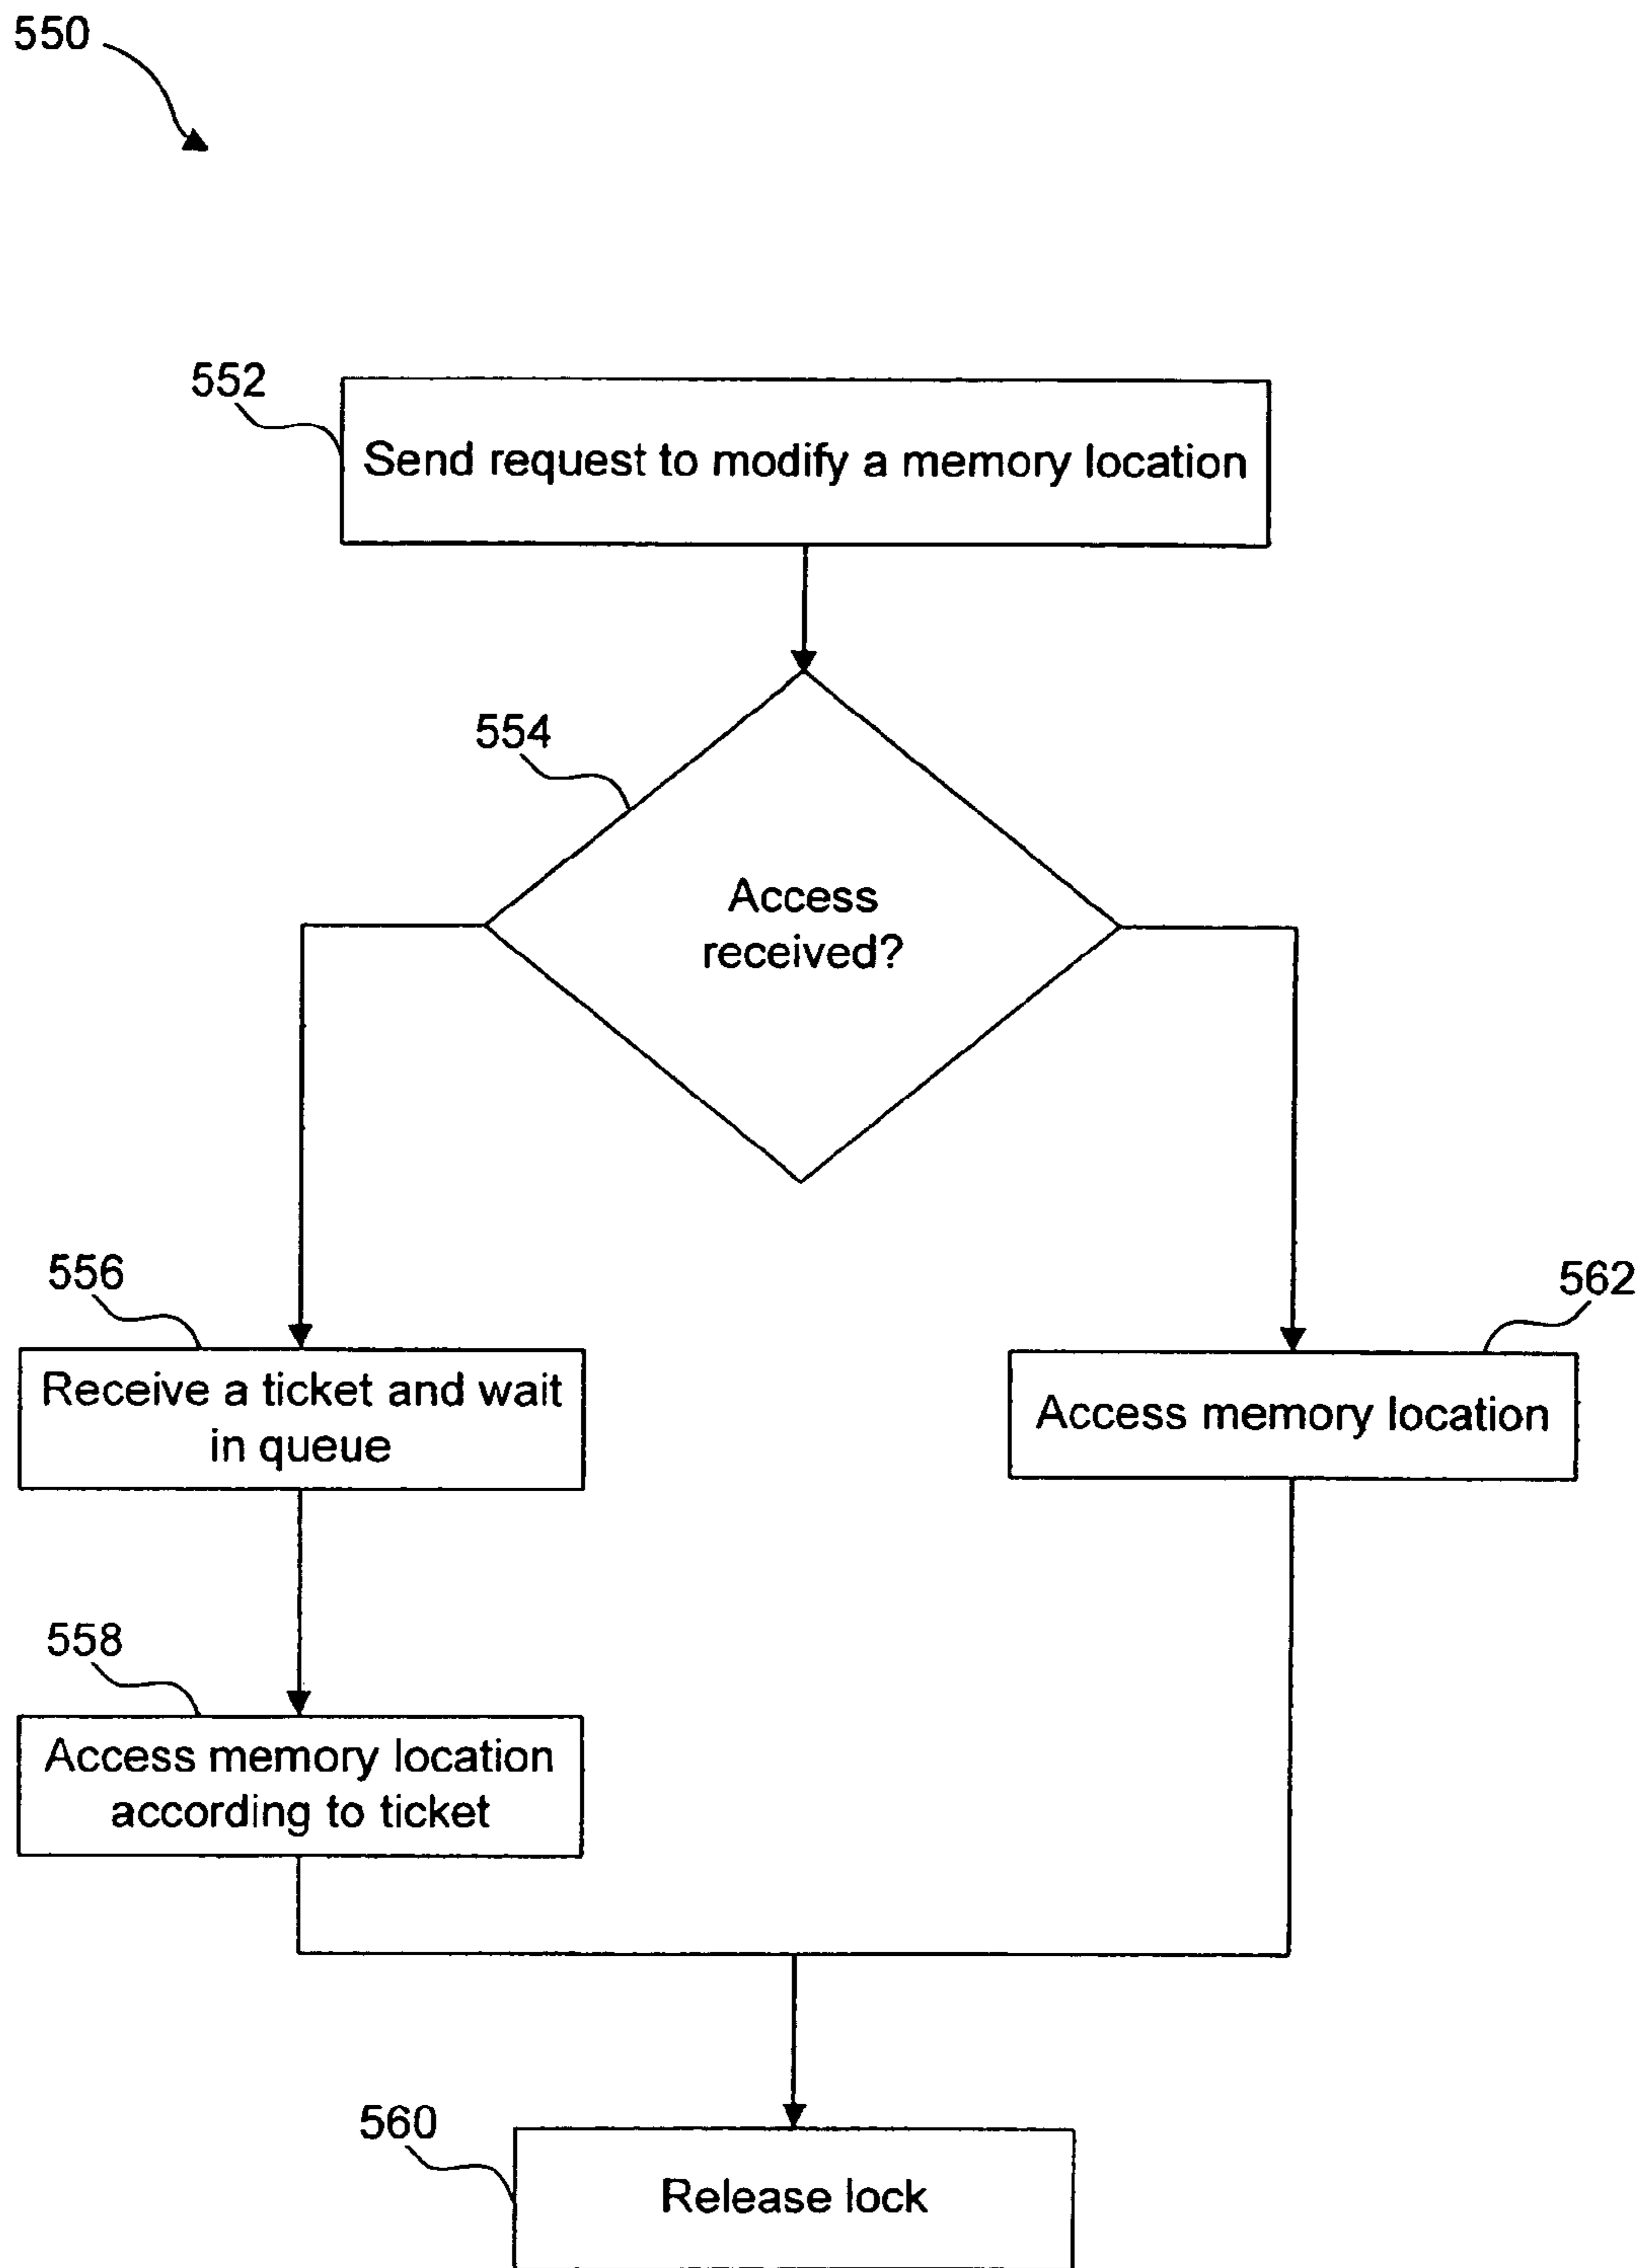 550
552
Send request to modify a memory location
554
Access
received?
556
Receive a ticket and wait
in queue
562
Access memory location
558
Access memory location
according to ticket
560
Release lock